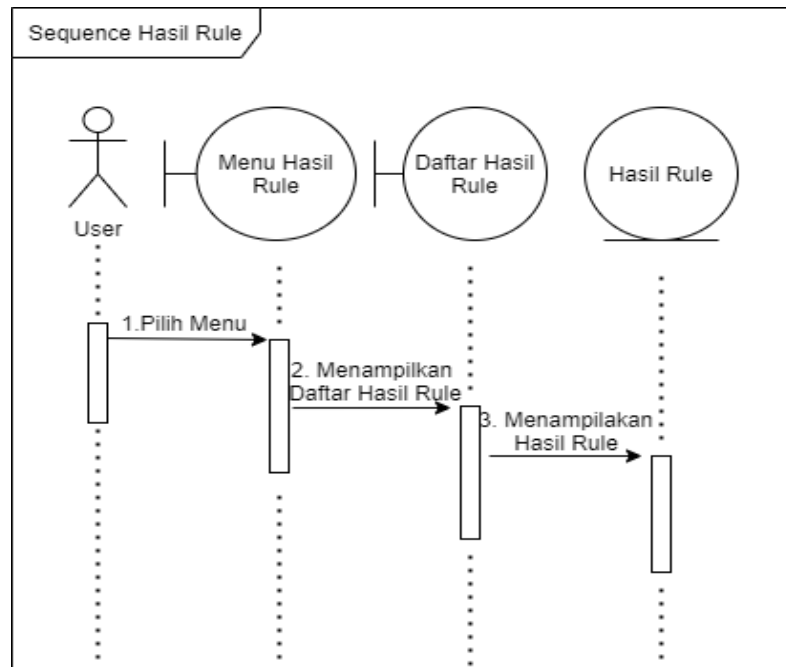 Sequence Hasil Rule
Menu Hasil
Rule
Daftar Hasil
Rule
Hasil Rule
User
1.Pilih Menu
2. Menampilkan
Daftar Hasil Rule
3. Menampilakan
Hasil Rule